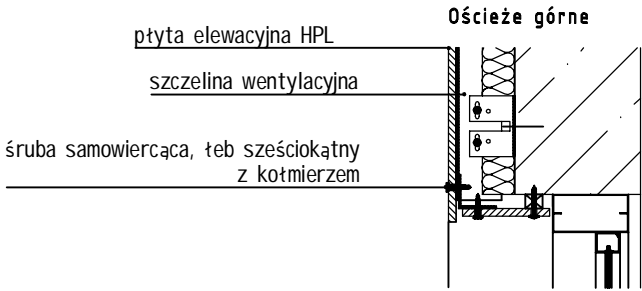 Ościeże górne
płyta elewacyjna HPL
szczelina wentylacyjna
śruba samowiercąca, łeb sześciokątny
z kołmierzem